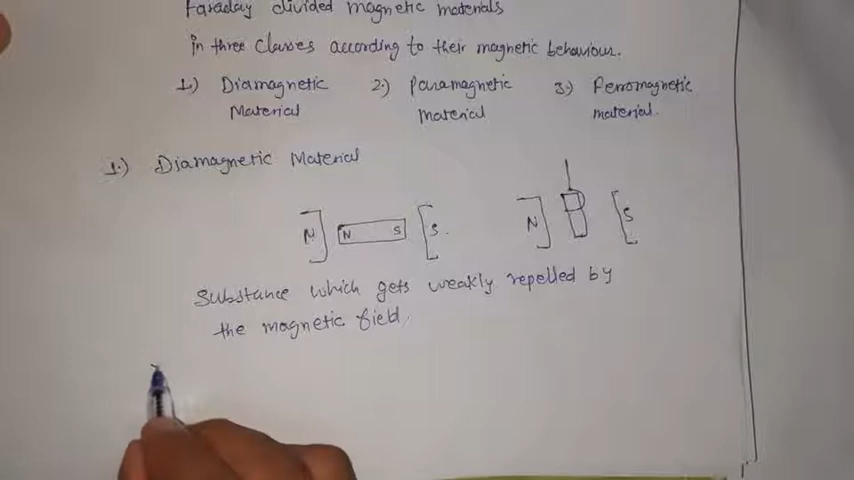 Faraday divided magnetic materials
in three classes according to their magnetic behaviour.
1.) Diamagnetic Material 2.) Paramagnetic material 3.) Ferromagnetic material.
1.) Diamagnetic Material
N N S S
N S
Substance which gets weakly repelled by
the magnetic field.